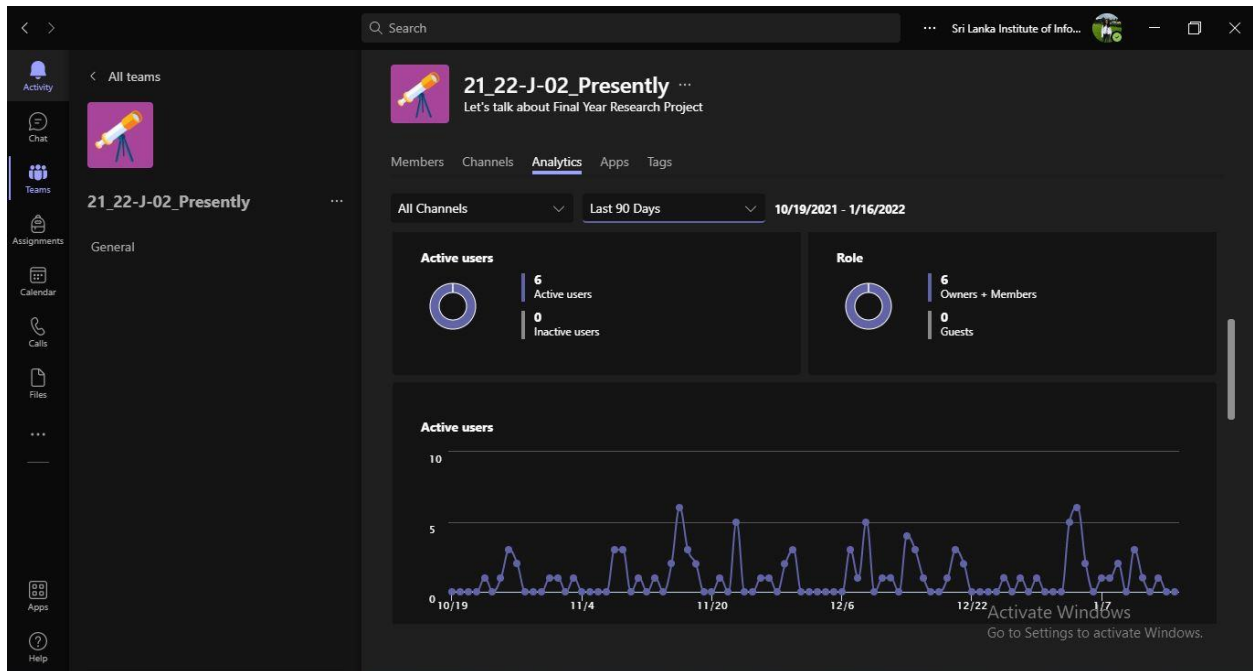 Search
Sri Lanka Institute of Info...
Activity
Chat
Teams
Assignments
Calendar
Calls
Files
Apps
Help
All teams
21_22-J-02_Presently
General
21_22-J-02_Presently
Let's talk about Final Year Research Project
Members Channels Analytics Apps Tags
All Channels Last 90 Days 10/19/2021 - 1/16/2022
Active users
6
Active users
0
Inactive users
Role
6
Owners + Members
0
Guests
Active users
10
5
0
10/19 11/4 11/20 12/6 12/22 1/7
Activate Windows
Go to Settings to activate Windows.